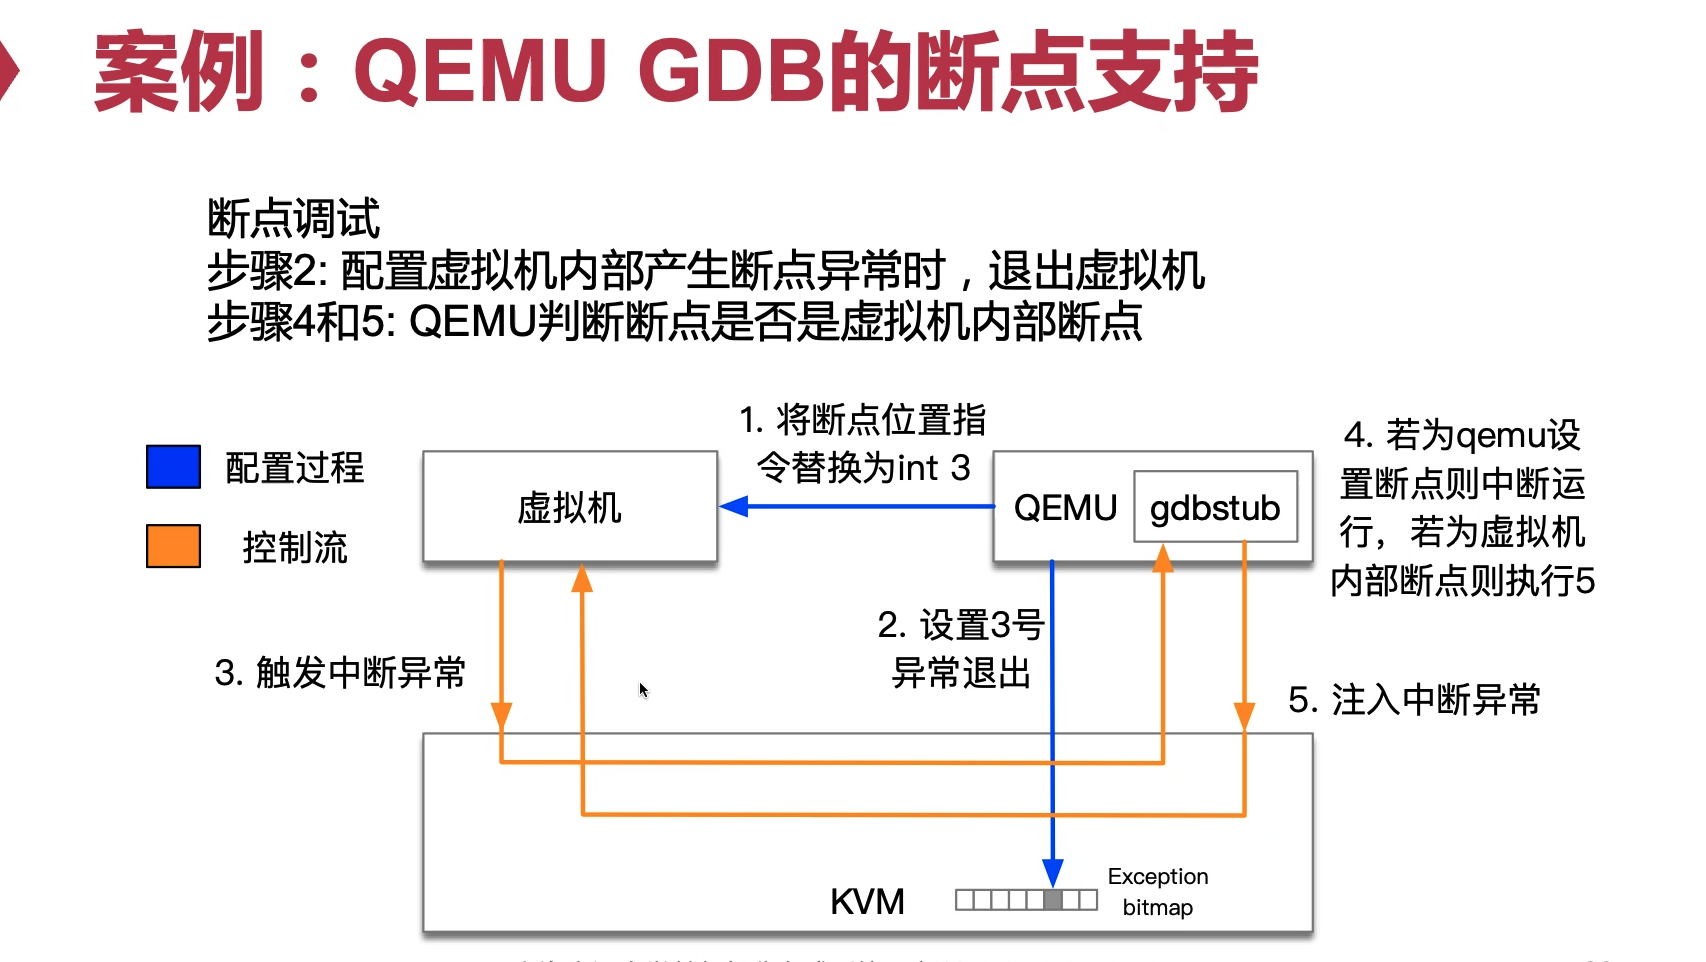 案例：QEMU GDB的断点支持
断点调试
步骤2: 配置虚拟机内部产生断点异常时，退出虚拟机
步骤4和5: QEMU判断断点是否是虚拟机内部断点
配置过程
控制流
虚拟机
1. 将断点位置指
令替换为int 3
QEMU
gdbstub
4. 若为qemu设
置断点则中断运
行，若为虚拟机
内部断点则执行5
2. 设置3号
异常退出
3. 触发中断异常
5. 注入中断异常
KVM
Exception
bitmap